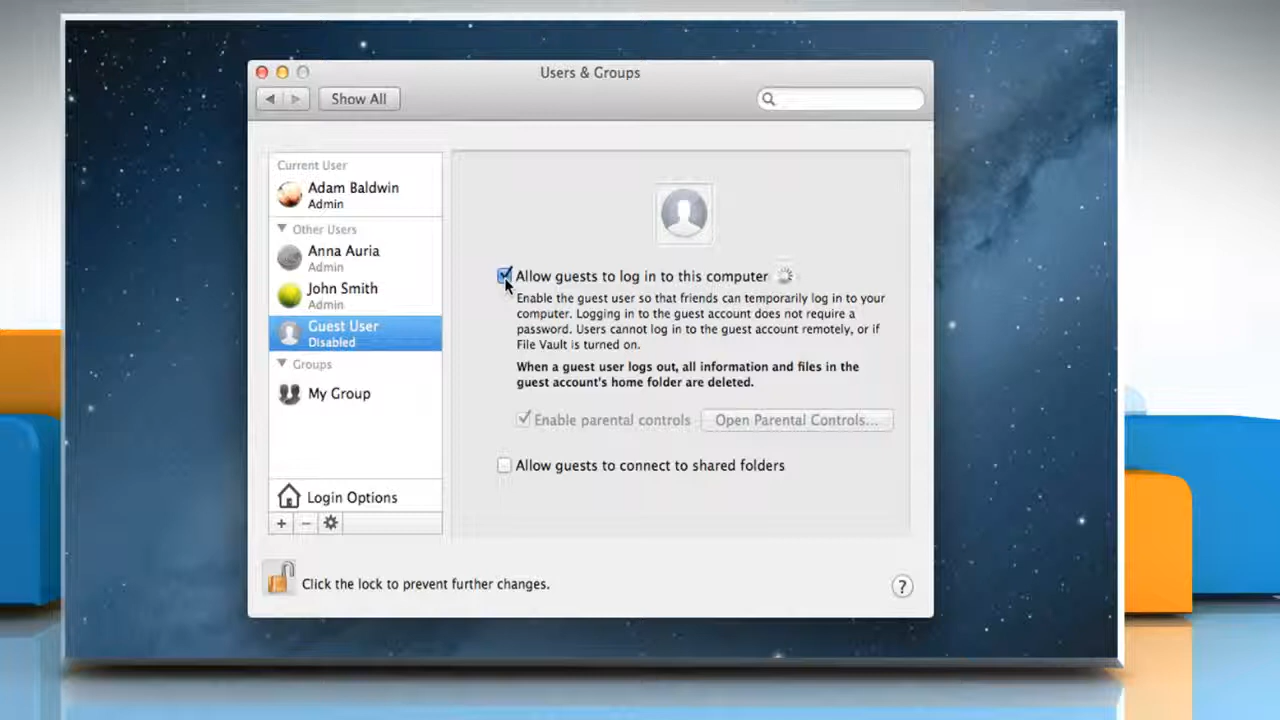 Users & Groups
Show All
Current User
Adam Baldwin
Admin
Other Users
Anna Auria
Admin
John Smith
Admin
Guest User
Disabled
Groups
My Group
Login Options
Allow guests to log in to this computer
Enable the guest user so that friends can temporarily log in to your
computer. Logging in to the guest account does not require a
password. Users cannot log in to the guest account remotely, or if
File Vault is turned on.
When a guest user logs out, all information and files in the
guest account's home folder are deleted.
Enable parental controls
Open Parental Controls...
Allow guests to connect to shared folders
Click the lock to prevent further changes.
?